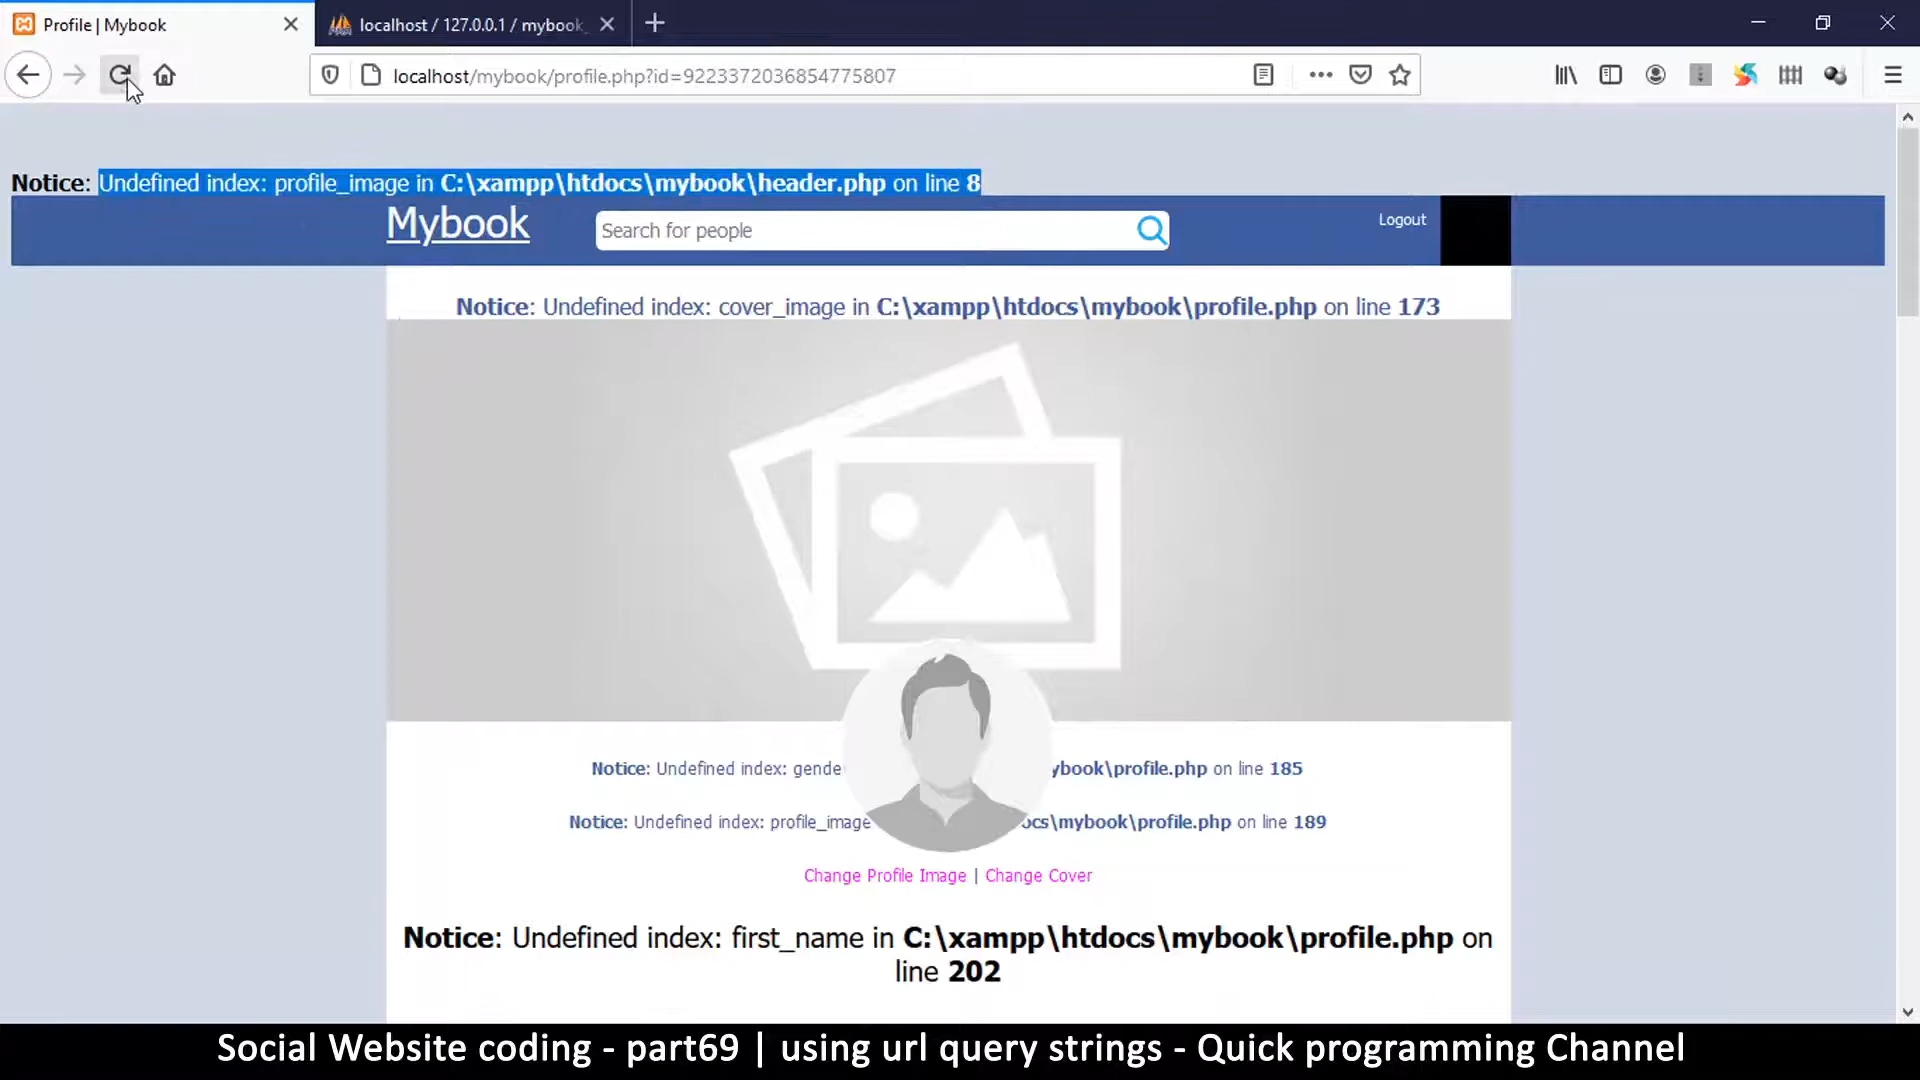 Profile | Mybook
localhost / 127.0.0.1 / mybook_
localhost/mybook/profile.php?id=9223372036854775807
Notice: Undefined index: profile_image in C:\xampp\htdocs\mybook\header.php on line 8
Mybook
Search for people
Logout
Notice: Undefined index: cover_image in C:\xampp\htdocs\mybook\profile.php on line 173
Notice: Undefined index: gende ybook\profile.php on line 185
Notice: Undefined index: profile_image ocs\mybook\profile.php on line 189
Change Profile Image | Change Cover
Notice: Undefined index: first_name in C:\xampp\htdocs\mybook\profile.php on
line 202
Social Website coding - part69 | using url query strings - Quick programming Channel